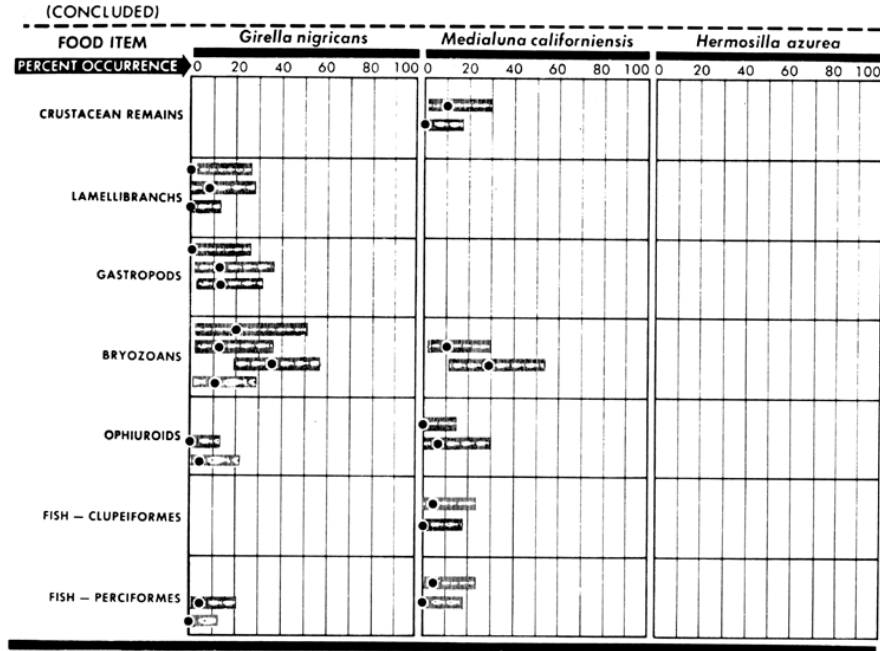 (CONCLUDED)
FOOD ITEM
Girella nigricans
Medialuna californiensis
Hermosilla azurea
PERCENT OCCURRENCE
0 20 40 60 80 100
0 20 40 60 80 100
0 20 40 60 80 100
CRUSTACEAN REMAINS
LAMELLIBRANCHS
GASTROPODS
BRYOZOANS
OPHIUROIDS
FISH — CLUPEIFORMES
FISH — PERCIFORMES